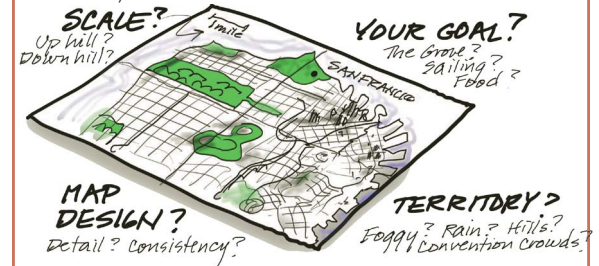 SCALE?
Up hill?
Down hill?
1 mile
YOUR GOAL?
The Grove?
Sailing?
Food?
SAN FRANCISCO
MAP
DESIGN?
Detail? Consistency?
TERRITORY?
Foggy? Rain? Hills?
Convention Crowds?